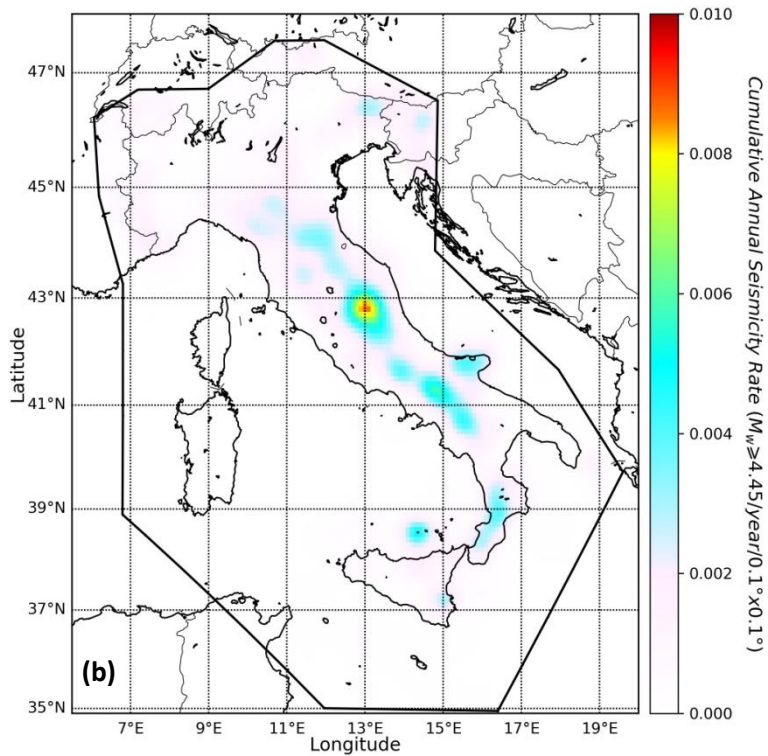 47°N
45°N
43°N
41°N
39°N
37°N
35°N
Latitude
(b)
7°E 9°E 11°E 13°E 15°E 17°E 19°E
Longitude
0.010
0.008
0.006
0.004
0.002
0.000
Cumulative Annual Seismicity Rate (Mw≥4.45/year/0.1°x0.1°)